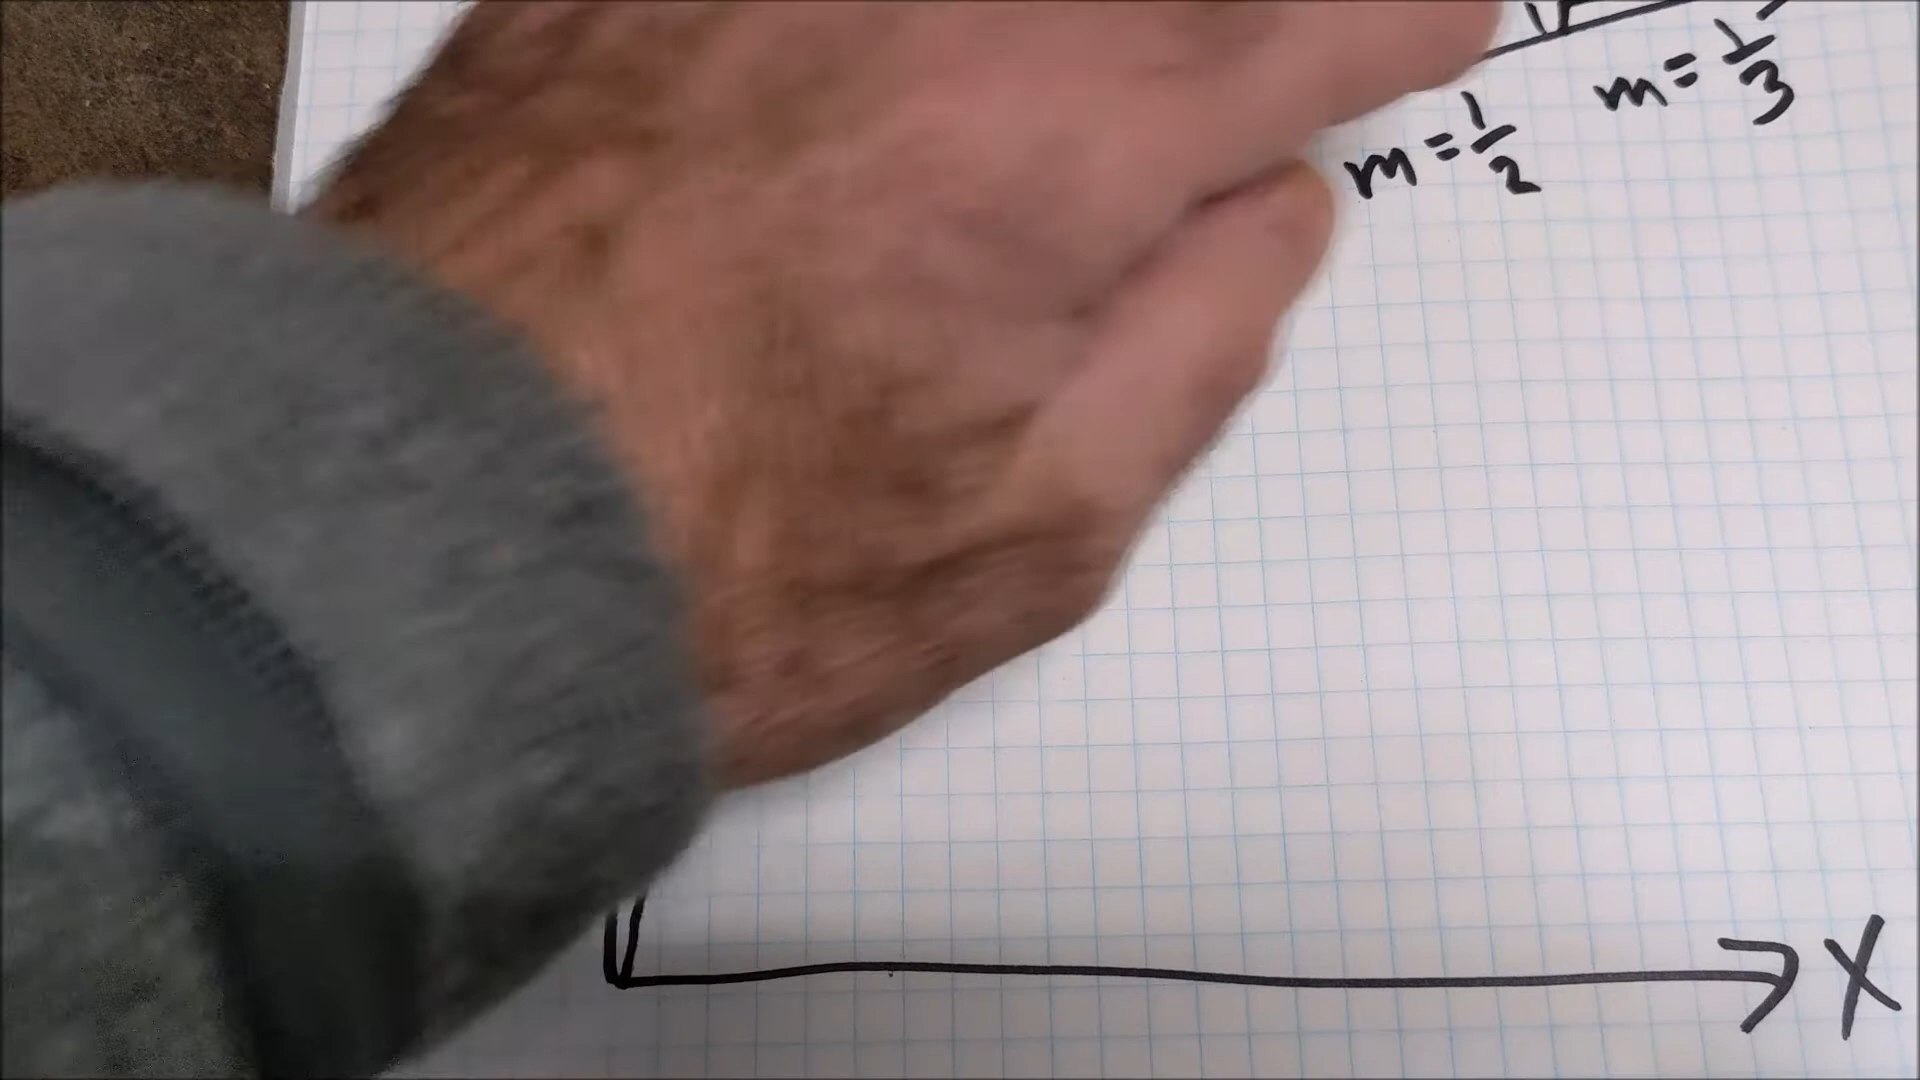 m = 1/3
m = 1/2
X